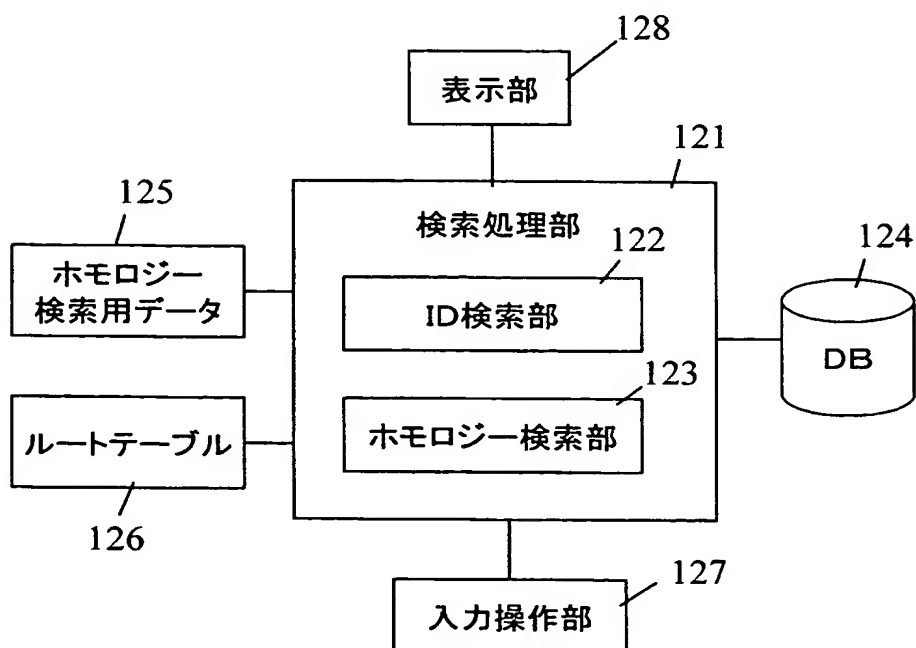 128
表示部
121
125
検索処理部
ホモロジー
検索用データ
122
ID検索部
124
DB
123
ホモロジー検索部
ルートテーブル
126
127
入力操作部